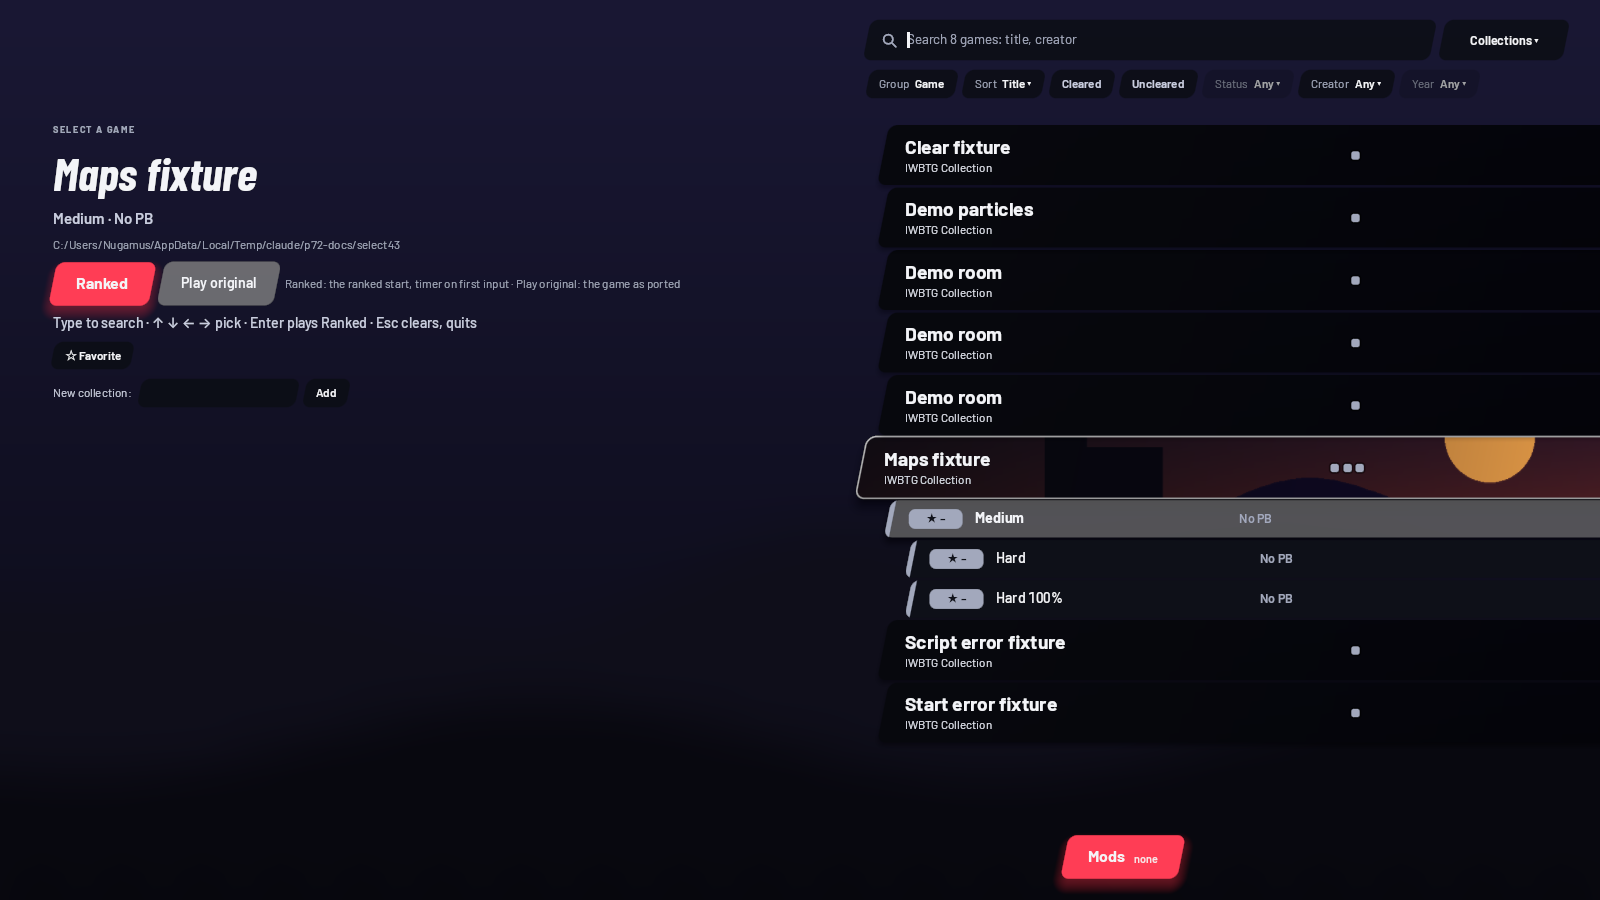 Search 8 games: title, creator
Collections ▾
Group Game Sort Title ▾ Cleared Uncleared Status Any ▾ Creator Any ▾ Year Any ▾
SELECT A GAME
Maps fixture
Medium · No PB
C:/Users/Nugamus/AppData/Local/Temp/claude/p72-docs/select43
Ranked
Play original
Ranked: the ranked start, timer on first input · Play original: the game as ported
Type to search · ↑ ↓ ← → pick · Enter plays Ranked · Esc clears, quits
☆ Favorite
New collection:
Add
Clear fixture
IWBTG Collection
Demo particles
IWBTG Collection
Demo room
IWBTG Collection
Demo room
IWBTG Collection
Demo room
IWBTG Collection
Maps fixture
IWBTG Collection
★ – Medium No PB
★ – Hard No PB
★ – Hard 100% No PB
Script error fixture
IWBTG Collection
Start error fixture
IWBTG Collection
Mods none